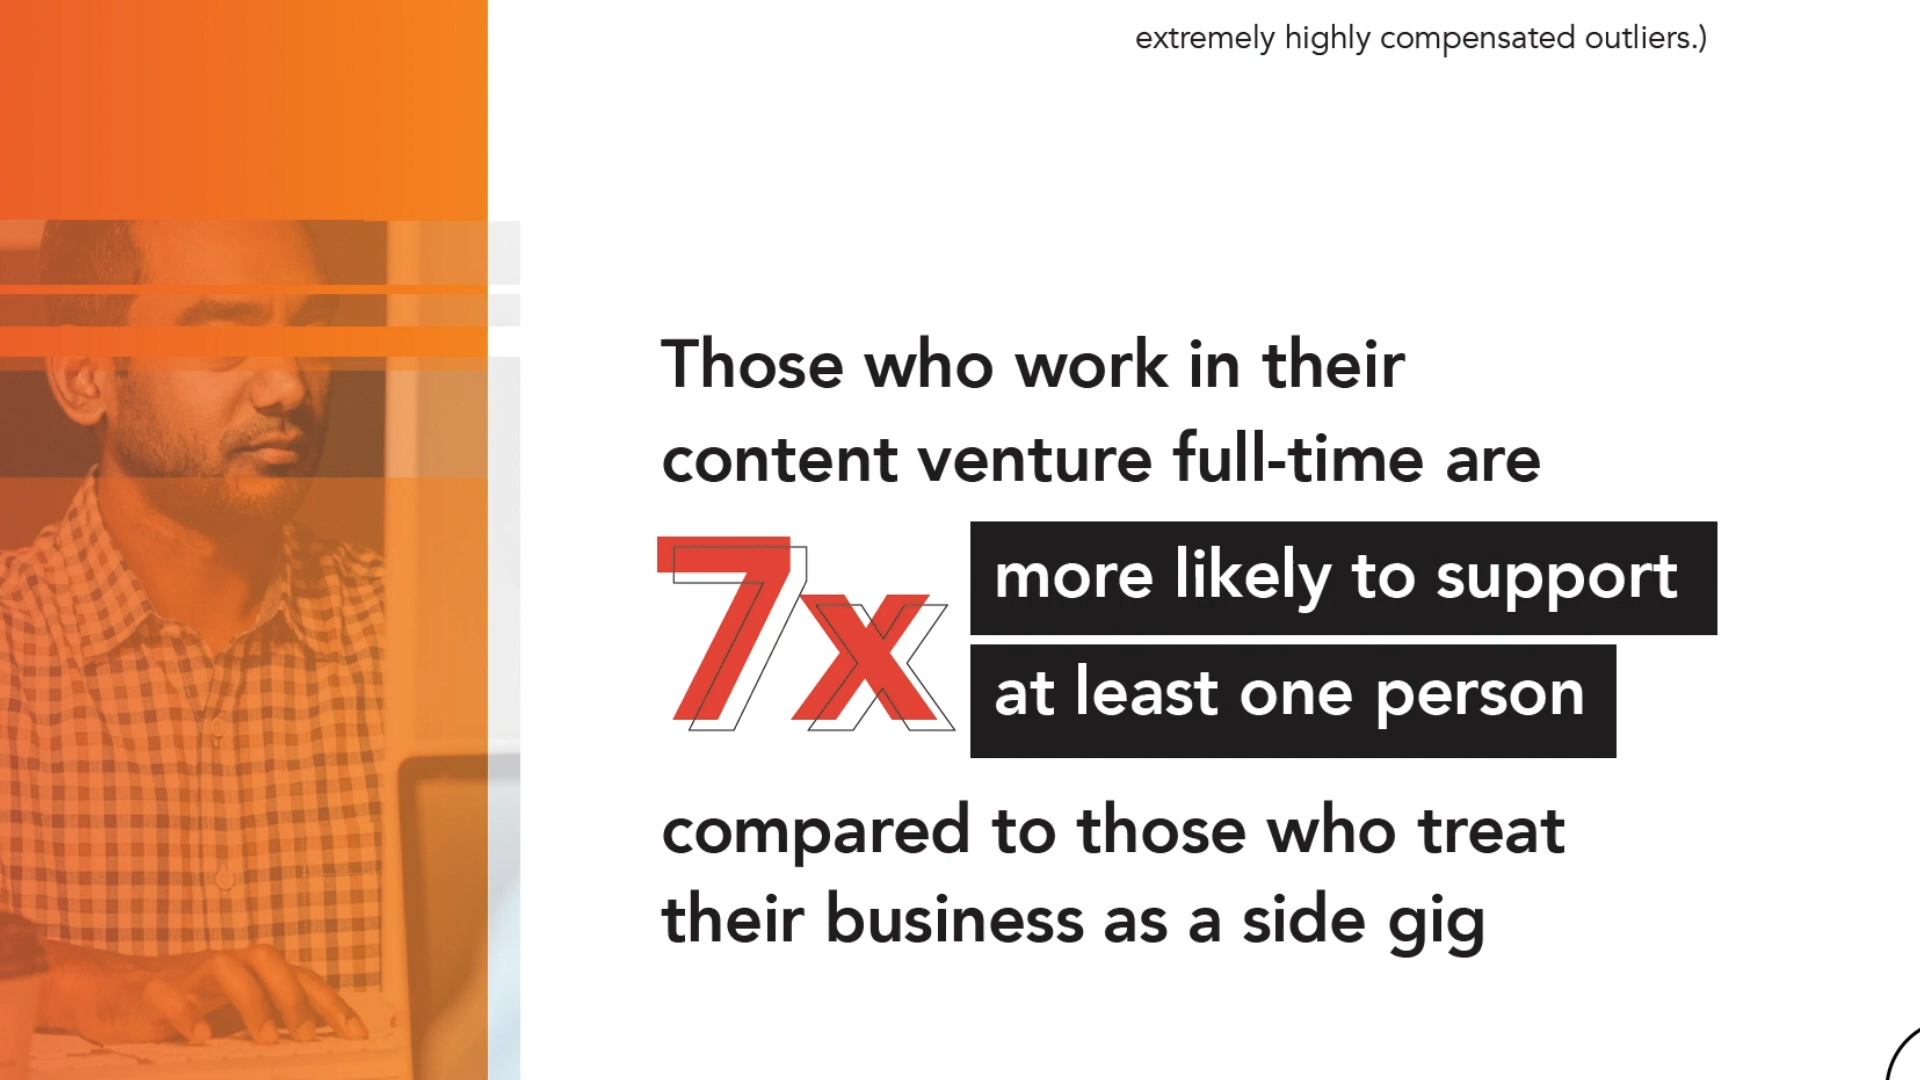 extremely highly compensated outliers.)
Those who work in their
content venture full-time are
7x
more likely to support
at least one person
compared to those who treat
their business as a side gig